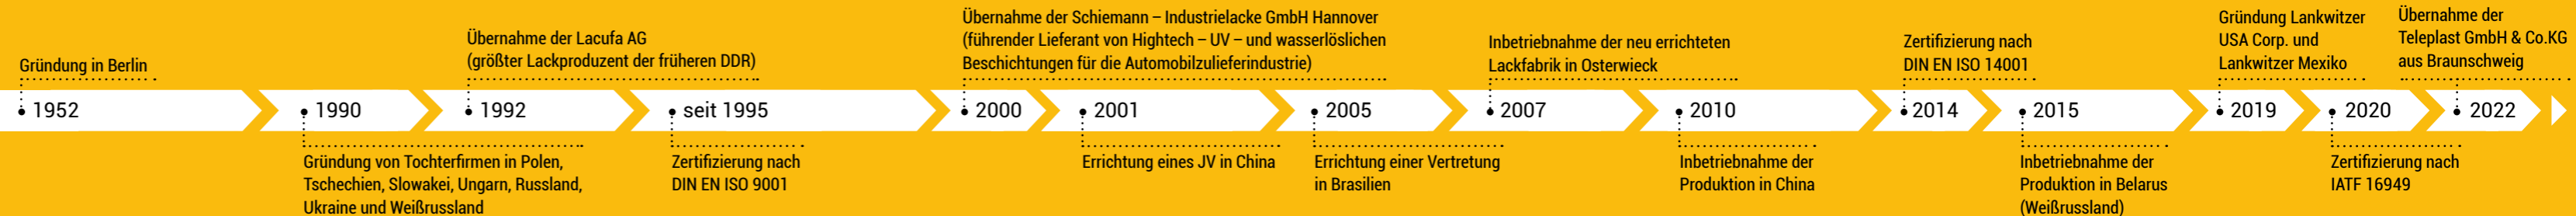 Gründung in Berlin
1952
1990
Gründung von Tochterfirmen in Polen,
Tschechien, Slowakei, Ungarn, Russland,
Ukraine und Weißrussland
Übernahme der Lacufa AG
(größter Lackproduzent der früheren DDR)
1992
seit 1995
Zertifizierung nach
DIN EN ISO 9001
Übernahme der Schiemann – Industrielacke GmbH Hannover
(führender Lieferant von Hightech – UV – und wasserlöslichen
Beschichtungen für die Automobilzulieferindustrie)
2000
2001
Errichtung eines JV in China
2005
Errichtung einer Vertretung
in Brasilien
Inbetriebnahme der neu errichteten
Lackfabrik in Osterwieck
2007
2010
Inbetriebnahme der
Produktion in China
Zertifizierung nach
DIN EN ISO 14001
2014
2015
Inbetriebnahme der
Produktion in Belarus
(Weißrussland)
Gründung Lankwitzer
USA Corp. und
Lankwitzer Mexiko
2019
2020
Zertifizierung nach
IATF 16949
Übernahme der
Teleplast GmbH & Co.KG
aus Braunschweig
2022